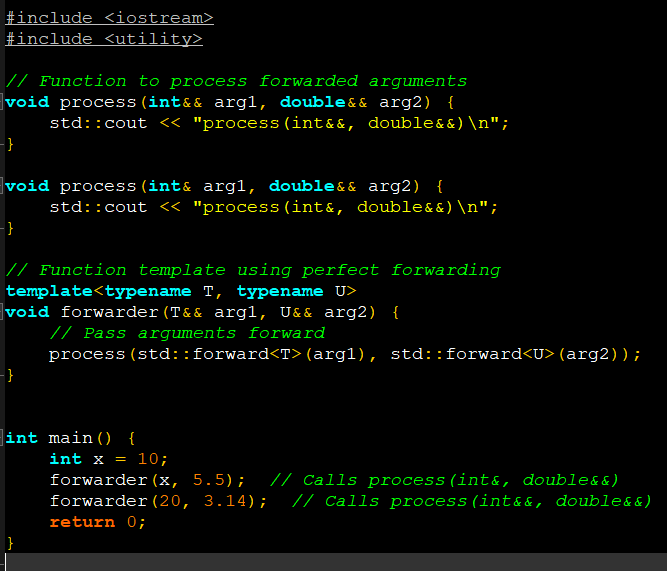 #include <iostream>
#include <utility>
// Function to process forwarded arguments
void process(int&& arg1, double&& arg2) {
    std::cout << "process(int&&, double&&)\n";
}
void process(int& arg1, double&& arg2) {
    std::cout << "process(int&, double&&)\n";
}
// Function template using perfect forwarding
template<typename T, typename U>
void forwarder(T&& arg1, U&& arg2) {
    // Pass arguments forward
    process(std::forward<T>(arg1), std::forward<U>(arg2));
}
int main() {
    int x = 10;
    forwarder(x, 5.5);  // Calls process(int&, double&&)
    forwarder(20, 3.14);  // Calls process(int&&, double&&)
    return 0;
}